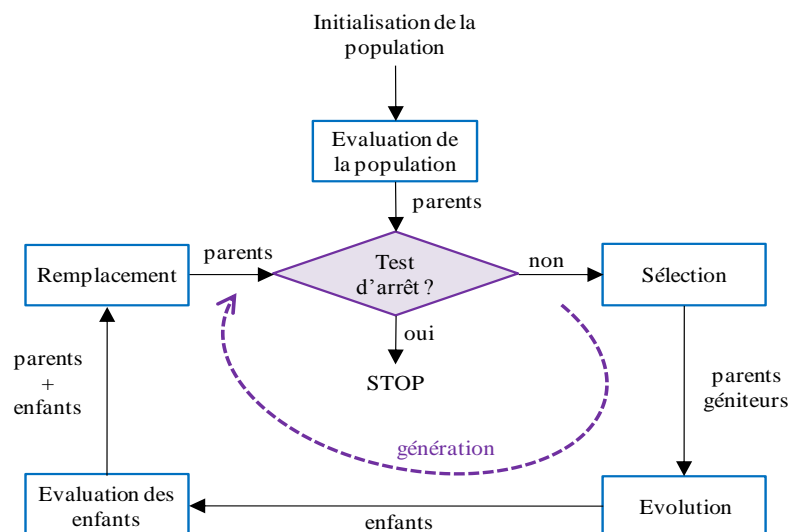 Initialisation de la
population
Evaluation de
la population
parents
Remplacement
parents
Test
d'arrêt ?
non
Sélection
oui
STOP
parents
+
enfants
parents
géniteurs
génération
Evaluation des
enfants
enfants
Evolution